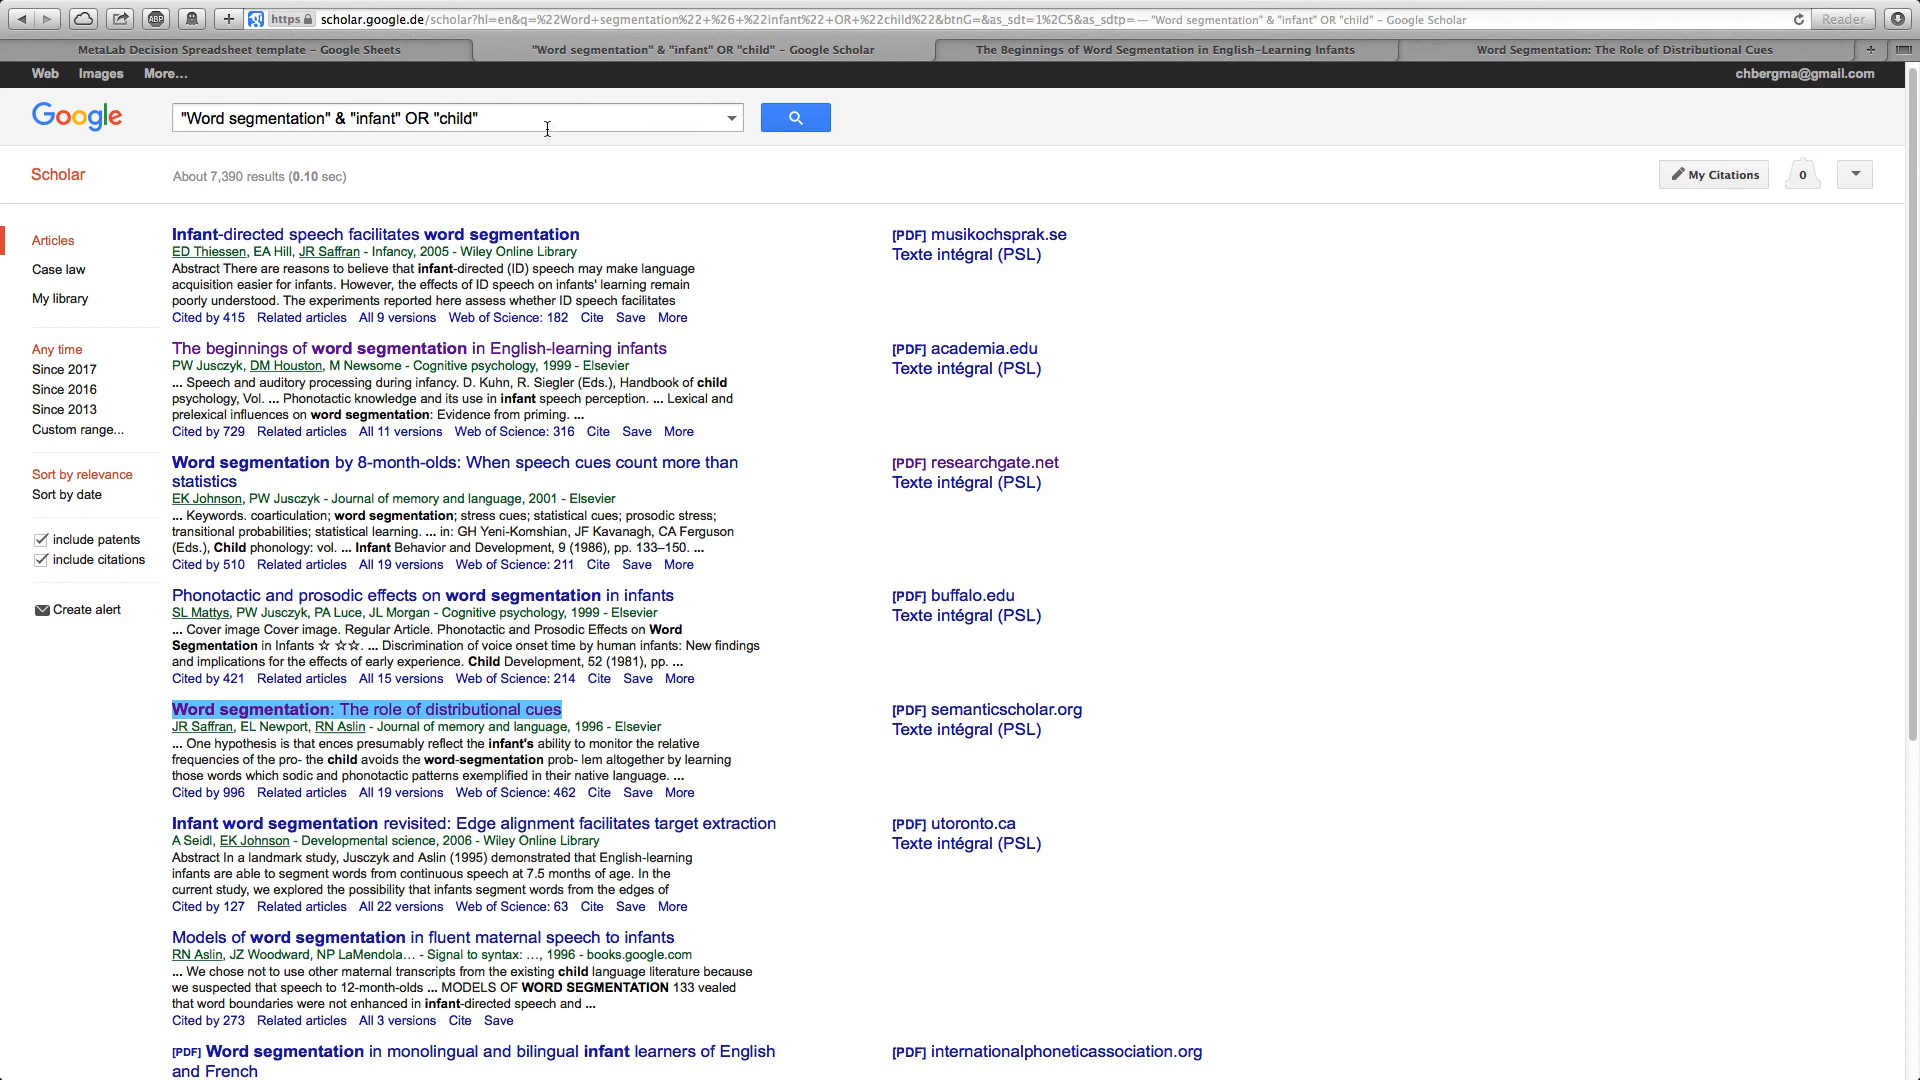 https scholar.google.de/scholar?hl=en&q=%22Word+segmentation%22+%26+%22infant%22+OR+%22child%22&btnG=&as_sdt=1%2C5&as_sdtp= — "Word segmentation" & "infant" OR "child" – Google Scholar Reader
ABP
MetaLab Decision Spreadsheet template – Google Sheets
"Word segmentation" & "infant" OR "child" – Google Scholar
The Beginnings of Word Segmentation in English-Learning Infants
Word Segmentation: The Role of Distributional Cues
Web Images More... chbergma@gmail.com
Google "Word segmentation" & "infant" OR "child"
Scholar About 7,390 results (0.10 sec) My Citations 0
Articles
Case law
My library
Any time
Since 2017
Since 2016
Since 2013
Custom range...
Sort by relevance
Sort by date
include patents
include citations
Create alert
Infant-directed speech facilitates word segmentation
ED Thiessen, EA Hill, JR Saffran - Infancy, 2005 - Wiley Online Library
Abstract There are reasons to believe that infant-directed (ID) speech may make language
acquisition easier for infants. However, the effects of ID speech on infants' learning remain
poorly understood. The experiments reported here assess whether ID speech facilitates
Cited by 415 Related articles All 9 versions Web of Science: 182 Cite Save More
[PDF] musikochsprak.se
Texte intégral (PSL)
The beginnings of word segmentation in English-learning infants
PW Jusczyk, DM Houston, M Newsome - Cognitive psychology, 1999 - Elsevier
... Speech and auditory processing during infancy. D. Kuhn, R. Siegler (Eds.), Handbook of child
psychology, Vol. ... Phonotactic knowledge and its use in infant speech perception. ... Lexical and
prelexical influences on word segmentation: Evidence from priming. ...
Cited by 729 Related articles All 11 versions Web of Science: 316 Cite Save More
[PDF] academia.edu
Texte intégral (PSL)
Word segmentation by 8-month-olds: When speech cues count more than
statistics
EK Johnson, PW Jusczyk - Journal of memory and language, 2001 - Elsevier
... Keywords. coarticulation; word segmentation; stress cues; statistical cues; prosodic stress;
transitional probabilities; statistical learning. ... in: GH Yeni-Komshian, JF Kavanagh, CA Ferguson
(Eds.), Child phonology: vol. ... Infant Behavior and Development, 9 (1986), pp. 133–150. ...
Cited by 510 Related articles All 19 versions Web of Science: 211 Cite Save More
[PDF] researchgate.net
Texte intégral (PSL)
Phonotactic and prosodic effects on word segmentation in infants
SL Mattys, PW Jusczyk, PA Luce, JL Morgan - Cognitive psychology, 1999 - Elsevier
... Cover image Cover image. Regular Article. Phonotactic and Prosodic Effects on Word
Segmentation in Infants ☆ ☆☆. ... Discrimination of voice onset time by human infants: New findings
and implications for the effects of early experience. Child Development, 52 (1981), pp. ...
Cited by 421 Related articles All 15 versions Web of Science: 214 Cite Save More
[PDF] buffalo.edu
Texte intégral (PSL)
Word segmentation: The role of distributional cues
JR Saffran, EL Newport, RN Aslin - Journal of memory and language, 1996 - Elsevier
... One hypothesis is that ences presumably reflect the infant's ability to monitor the relative
frequencies of the pro- the child avoids the word-segmentation prob- lem altogether by learning
those words which sodic and phonotactic patterns exemplified in their native language. ...
Cited by 996 Related articles All 19 versions Web of Science: 462 Cite Save More
[PDF] semanticscholar.org
Texte intégral (PSL)
Infant word segmentation revisited: Edge alignment facilitates target extraction
A Seidl, EK Johnson - Developmental science, 2006 - Wiley Online Library
Abstract In a landmark study, Jusczyk and Aslin (1995) demonstrated that English-learning
infants are able to segment words from continuous speech at 7.5 months of age. In the
current study, we explored the possibility that infants segment words from the edges of
Cited by 127 Related articles All 22 versions Web of Science: 63 Cite Save More
[PDF] utoronto.ca
Texte intégral (PSL)
Models of word segmentation in fluent maternal speech to infants
RN Aslin, JZ Woodward, NP LaMendola... - Signal to syntax: ..., 1996 - books.google.com
... We chose not to use other maternal transcripts from the existing child language literature because
we suspected that speech to 12-month-olds ... MODELS OF WORD SEGMENTATION 133 vealed
that word boundaries were not enhanced in infant-directed speech and ...
Cited by 273 Related articles All 3 versions Cite Save
[PDF] Word segmentation in monolingual and bilingual infant learners of English
and French
[PDF] internationalphoneticassociation.org